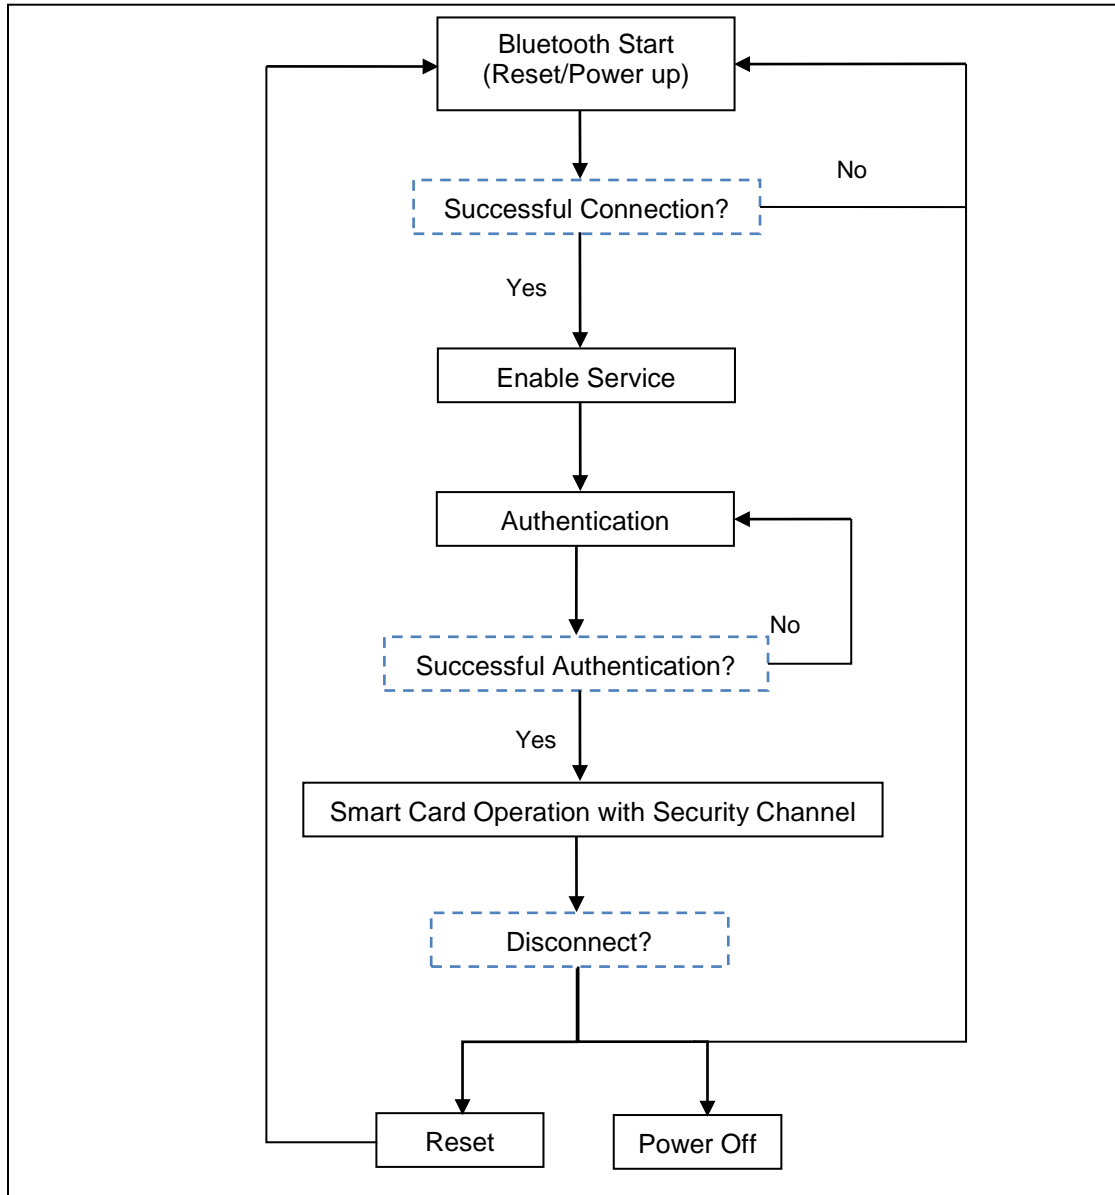 Bluetooth Start
(Reset/Power up)
No
Successful Connection?
Yes
Enable Service
Authentication
No
Successful Authentication?
Yes
Smart Card Operation with Security Channel
Disconnect?
Reset
Power Off